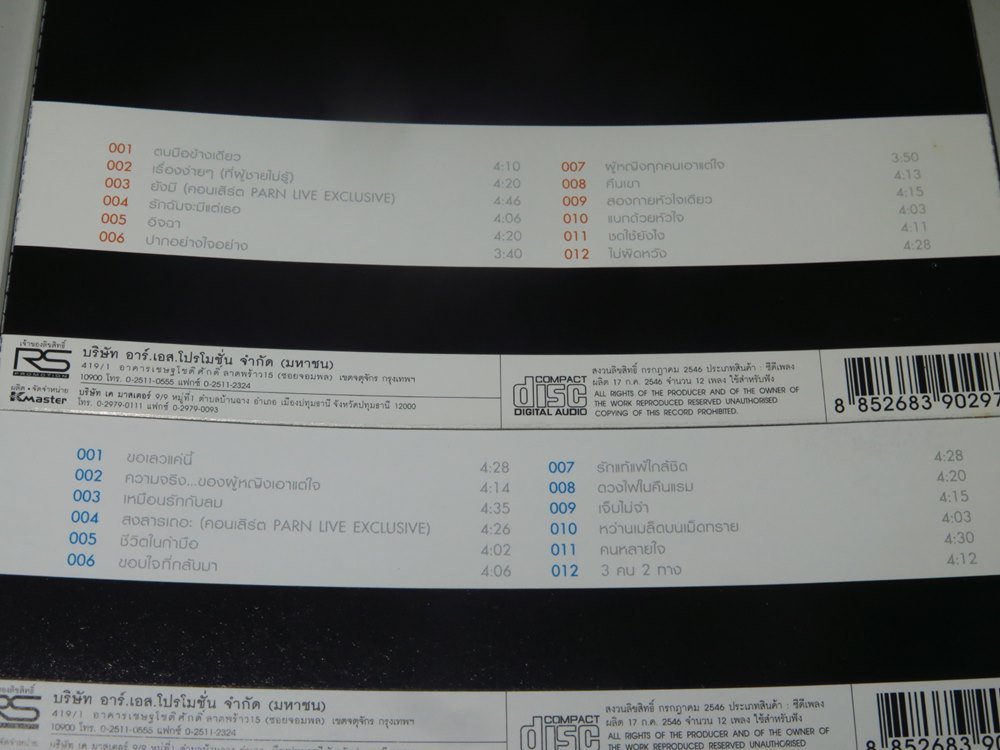 001 ตบมือข้างเดียว 4:10
002 เรื่องง่ายๆ (ที่ผู้ชายไม่รู้) 4:20
003 ยังมี (คอนเสิร์ต PARN LIVE EXCLUSIVE) 4:46
004 รักฉันจะมีแต่เธอ 4:06
005 อิจฉา 4:20
006 ปากอย่างใจอย่าง 3:40
007 ผู้หญิงทุกคนเอาแต่ใจ 3:50
008 คืนเขา 4:13
009 สองกายหัวใจเดียว 4:15
010 แบกด้วยหัวใจ 4:03
011 ชดใช้ยังไง 4:11
012 ไม่ผิดหวัง 4:28
เจ้าของลิขสิทธิ์
RS
PROMOTION
บริษัท อาร์.เอส.โปรโมชั่น จำกัด (มหาชน)
419/1 อาคารเชษฐโชติศักดิ์ ลาดพร้าว15 (ซอยจอมพล) เขตจตุจักร กรุงเทพฯ
10900 โทร. 0-2511-0555 แฟกซ์ 0-2511-2324
ผลิต • จัดจำหน่าย
KMaster
บริษัท เค มาสเตอร์ 9/9 หมู่ที่1 ตำบลบ้านฉาง อำเภอ เมืองปทุมธานี จังหวัดปทุมธานี 12000
โทร. 0-2979-0111 แฟกซ์ 0-2979-0093
COMPACT
disc
DIGITAL AUDIO
สงวนลิขสิทธิ์ กรกฎาคม 2546 ประเภทสินค้า : ซีดีเพลง
ผลิต 17 ก.ค. 2546 จำนวน 12 เพลง ใช้สำหรับฟัง
ALL RIGHTS OF THE PRODUCER AND OF THE OWNER OF
THE WORK REPRODUCED RESERVED UNAUTHORISED
COPYING OF THIS RECORD PROHIBITED.
8 852683 90297
001 ขอเลวแค่นี้ 4:28
002 ความจริง...ของผู้หญิงเอาแต่ใจ 4:14
003 เหมือนรักกับลม 4:35
004 สงสารเถอะ (คอนเสิร์ต PARN LIVE EXCLUSIVE) 4:26
005 ชีวิตในกำมือ 4:02
006 ขอบใจที่กลับมา 4:06
007 รักแท้แพ้ใกล้ชิด 4:28
008 ดวงไฟในคืนแรม 4:20
009 เจ็บไม่จำ 4:15
010 หว่านเมล็ดบนเม็ดทราย 4:03
011 คนหลายใจ 4:30
012 3 คน 2 ทาง 4:12
RS
บริษัท อาร์.เอส.โปรโมชั่น จำกัด (มหาชน)
419/1 อาคารเชษฐโชติศักดิ์ ลาดพร้าว15 (ซอยจอมพล) เขตจตุจักร กรุงเทพฯ
10900 โทร. 0-2511-0555 แฟกซ์ 0-2511-2324
COMPACT
disc
สงวนลิขสิทธิ์ กรกฎาคม 2546 ประเภทสินค้า : ซีดีเพลง
ผลิต 17 ก.ค. 2546 จำนวน 12 เพลง ใช้สำหรับฟัง
ALL RIGHTS OF THE PRODUCER AND OF THE OWNER OF
THE WORK REPRODUCED RESERVED UNAUTHORISED
8 852683 90